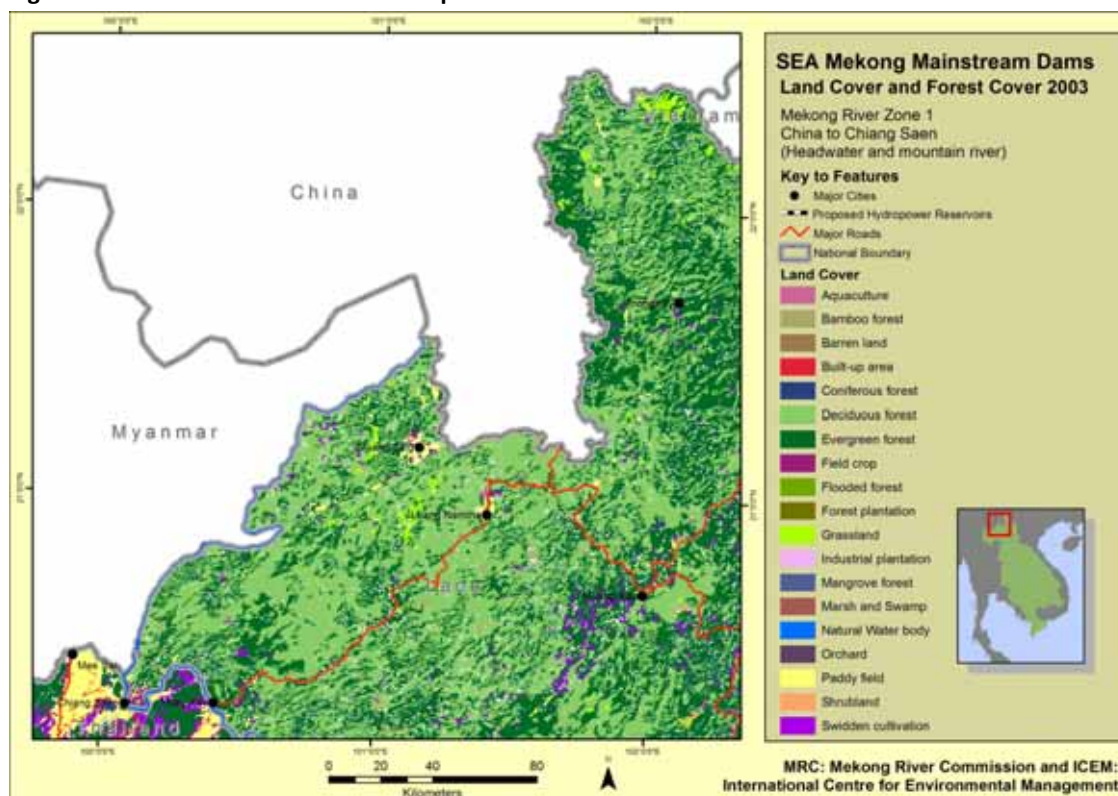 China
Myanmar
SEA Mekong Mainstream Dams
Land Cover and Forest Cover 2003
Mekong River Zone 1
China to Chiang Saen
(Headwater and mountain river)
Key to Features
Major Cities
Proposed Hydropower Reservoirs
Major Roads
National Boundary
Land Cover
Aquaculture
Bamboo forest
Barren land
Built-up area
Coniferous forest
Deciduous forest
Evergreen forest
Field crop
Flooded forest
Forest plantation
Grassland
Industrial plantation
Mangrove forest
Marsh and Swamp
Natural Water body
Orchard
Paddy field
Shrubland
Swidden cultivation
0 10 20 40 60 80
Kilometers
N
MRC: Mekong River Commission and ICEM:
International Centre for Environmental Management